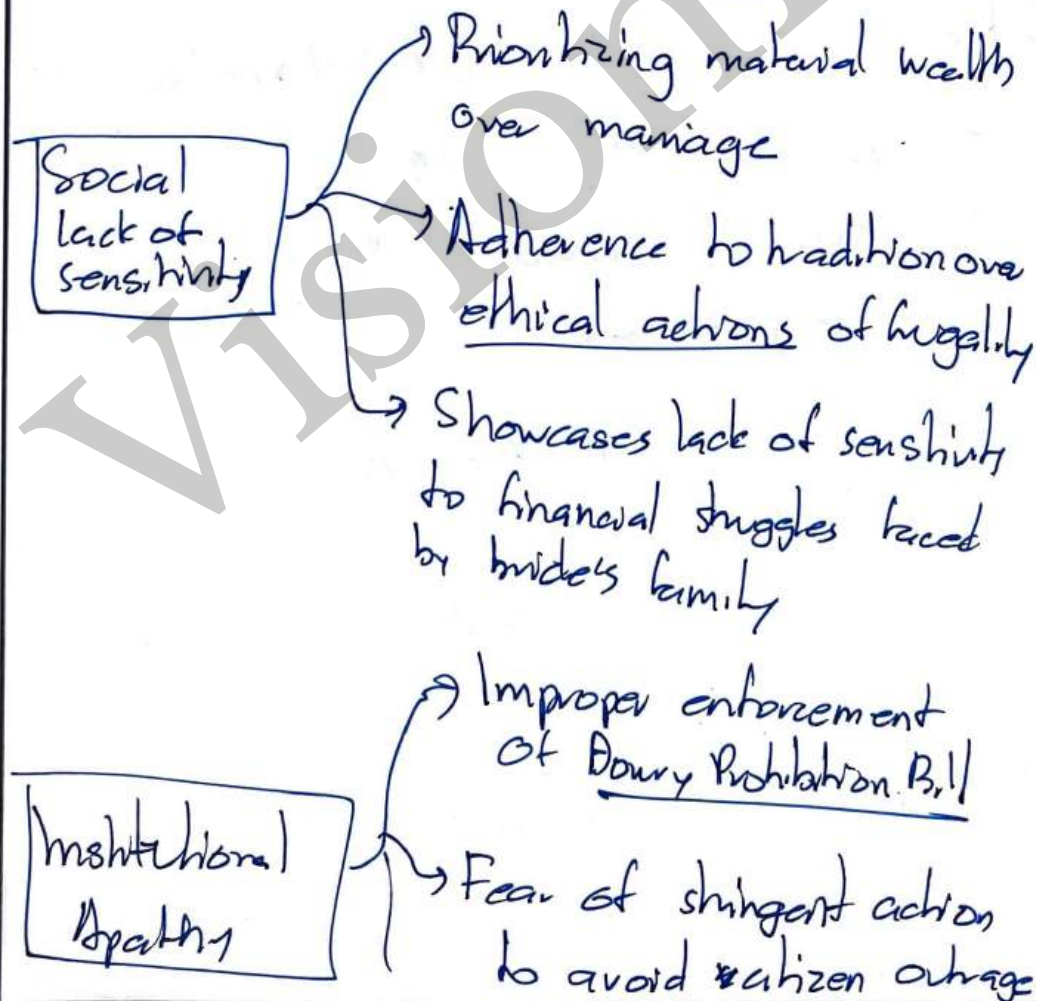 Prioritizing material wealth
over marriage
Social
lack of
sensitivity
Adherence to tradition over
ethical actions of frugality
Showcases lack of sensitivity
to financial struggles faced
by bride's family
Improper enforcement
of Dowry Prohibition Bill
Institutional
Apathy
Fear of stringent action
to avoid citizen outrage
Vision